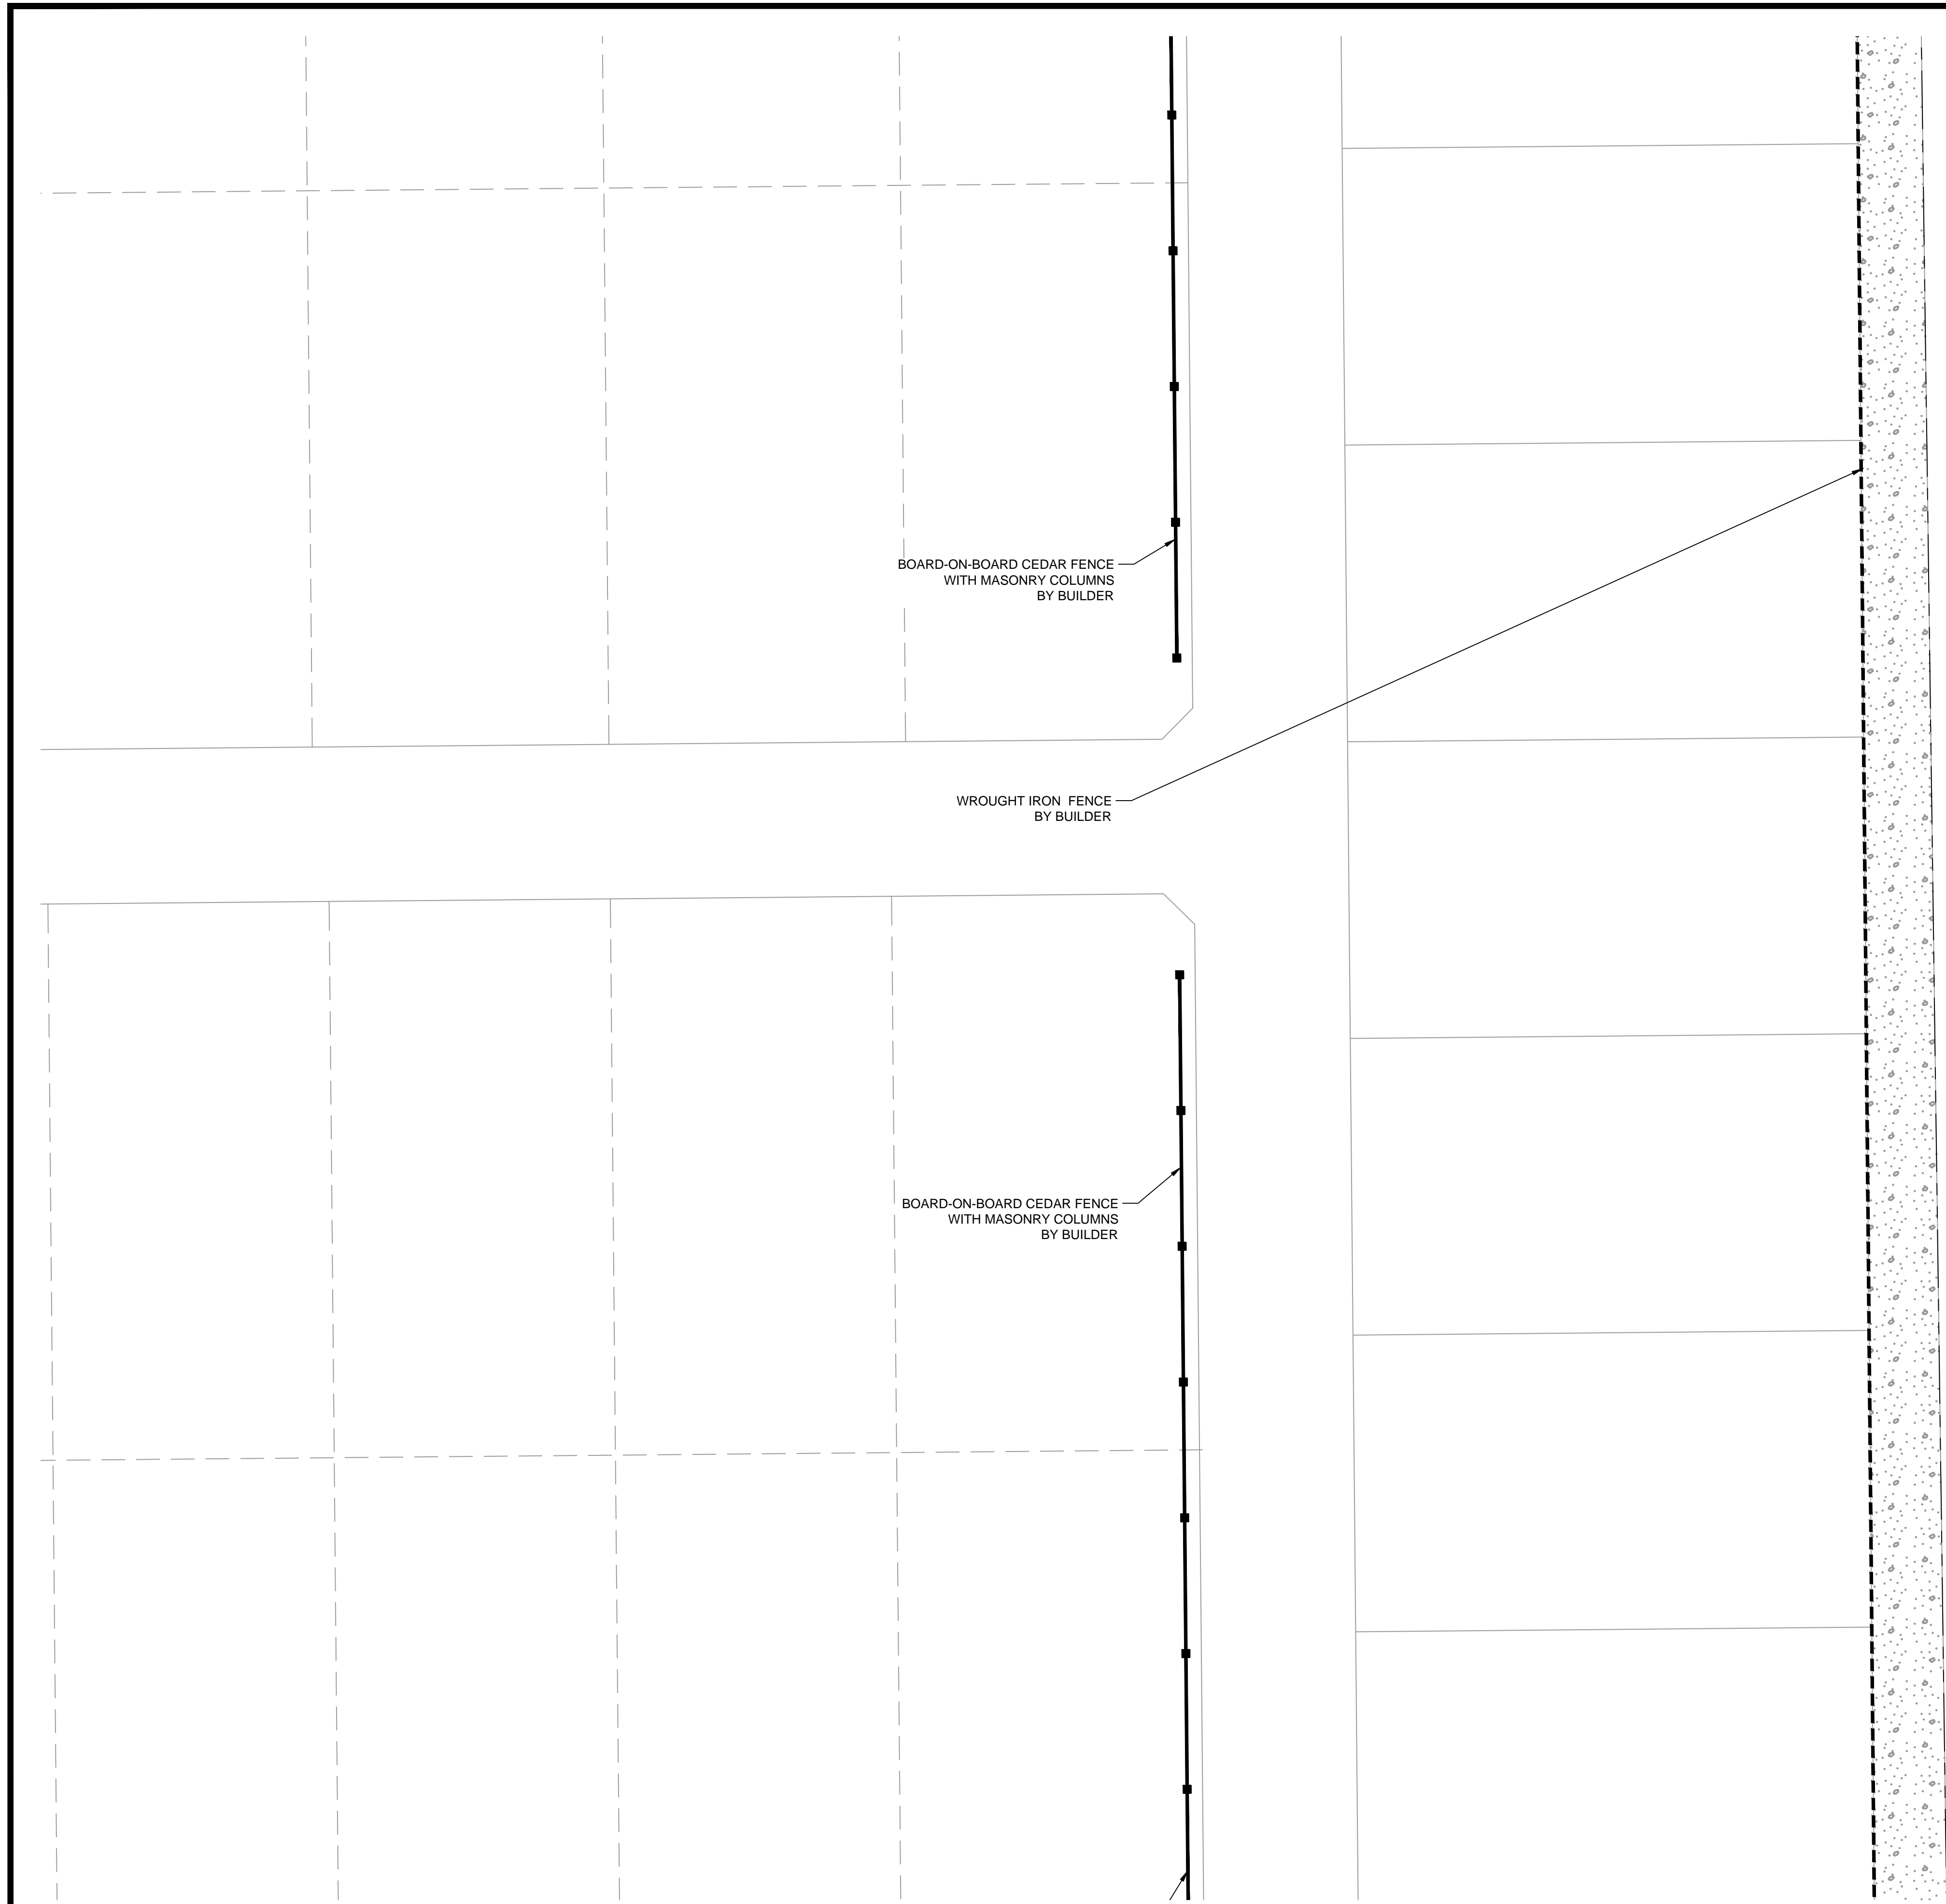 BOARD-ON-BOARD CEDAR FENCE
WITH MASONRY COLUMNS
BY BUILDER
WROUGHT IRON  FENCE
BY BUILDER
BOARD-ON-BOARD CEDAR FENCE
WITH MASONRY COLUMNS
BY BUILDER